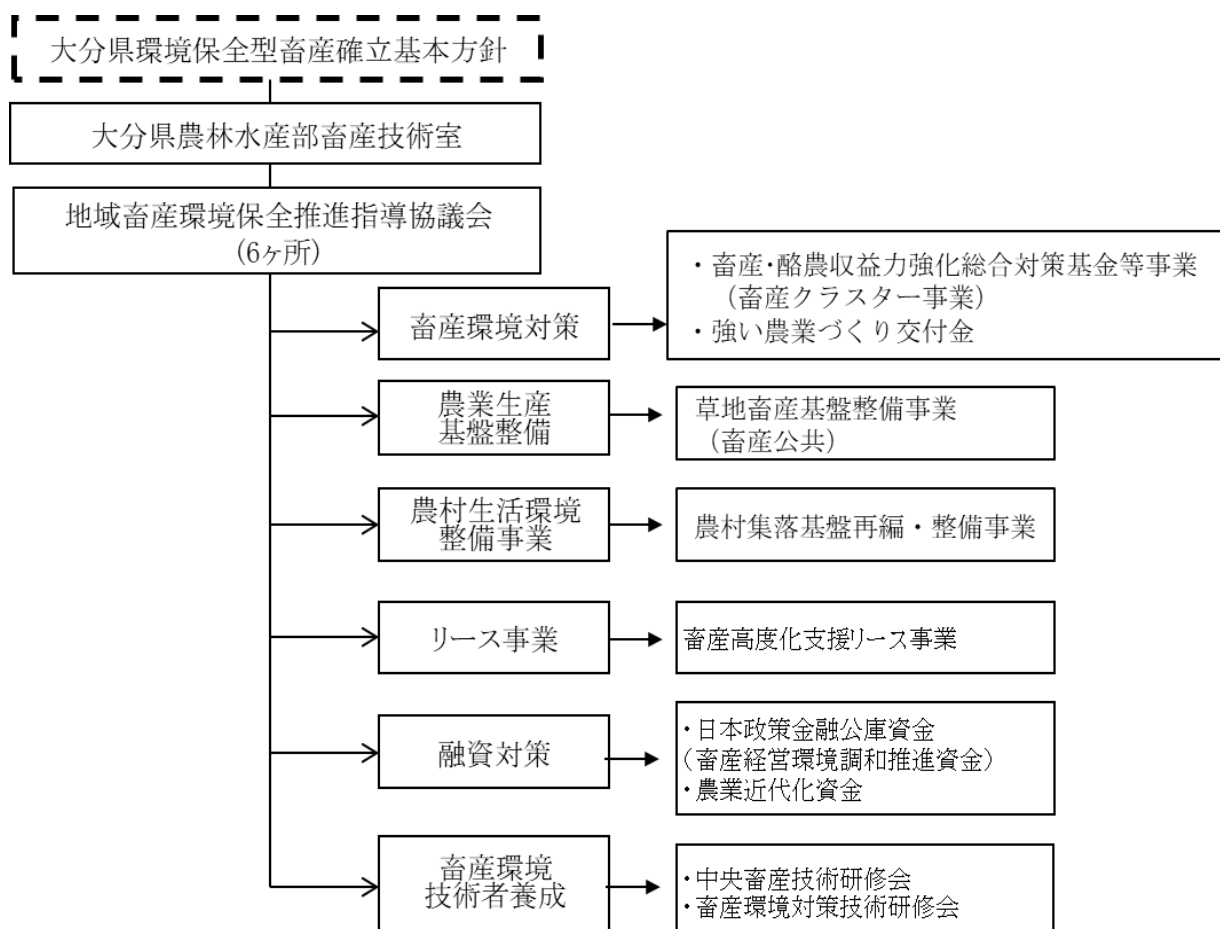 大分県環境保全型畜産確立基本方針
大分県農林水産部畜産技術室
地域畜産環境保全推進指導協議会
(6ヶ所)
畜産環境対策
・畜産・酪農収益力強化総合対策基金等事業
（畜産クラスター事業）
・強い農業づくり交付金
農業生産
基盤整備
草地畜産基盤整備事業
（畜産公共）
農村生活環境
整備事業
農村集落基盤再編・整備事業
リース事業
畜産高度化支援リース事業
融資対策
・日本政策金融公庫資金
（畜産経営環境調和推進資金）
・農業近代化資金
畜産環境
技術者養成
・中央畜産技術研修会
・畜産環境対策技術研修会